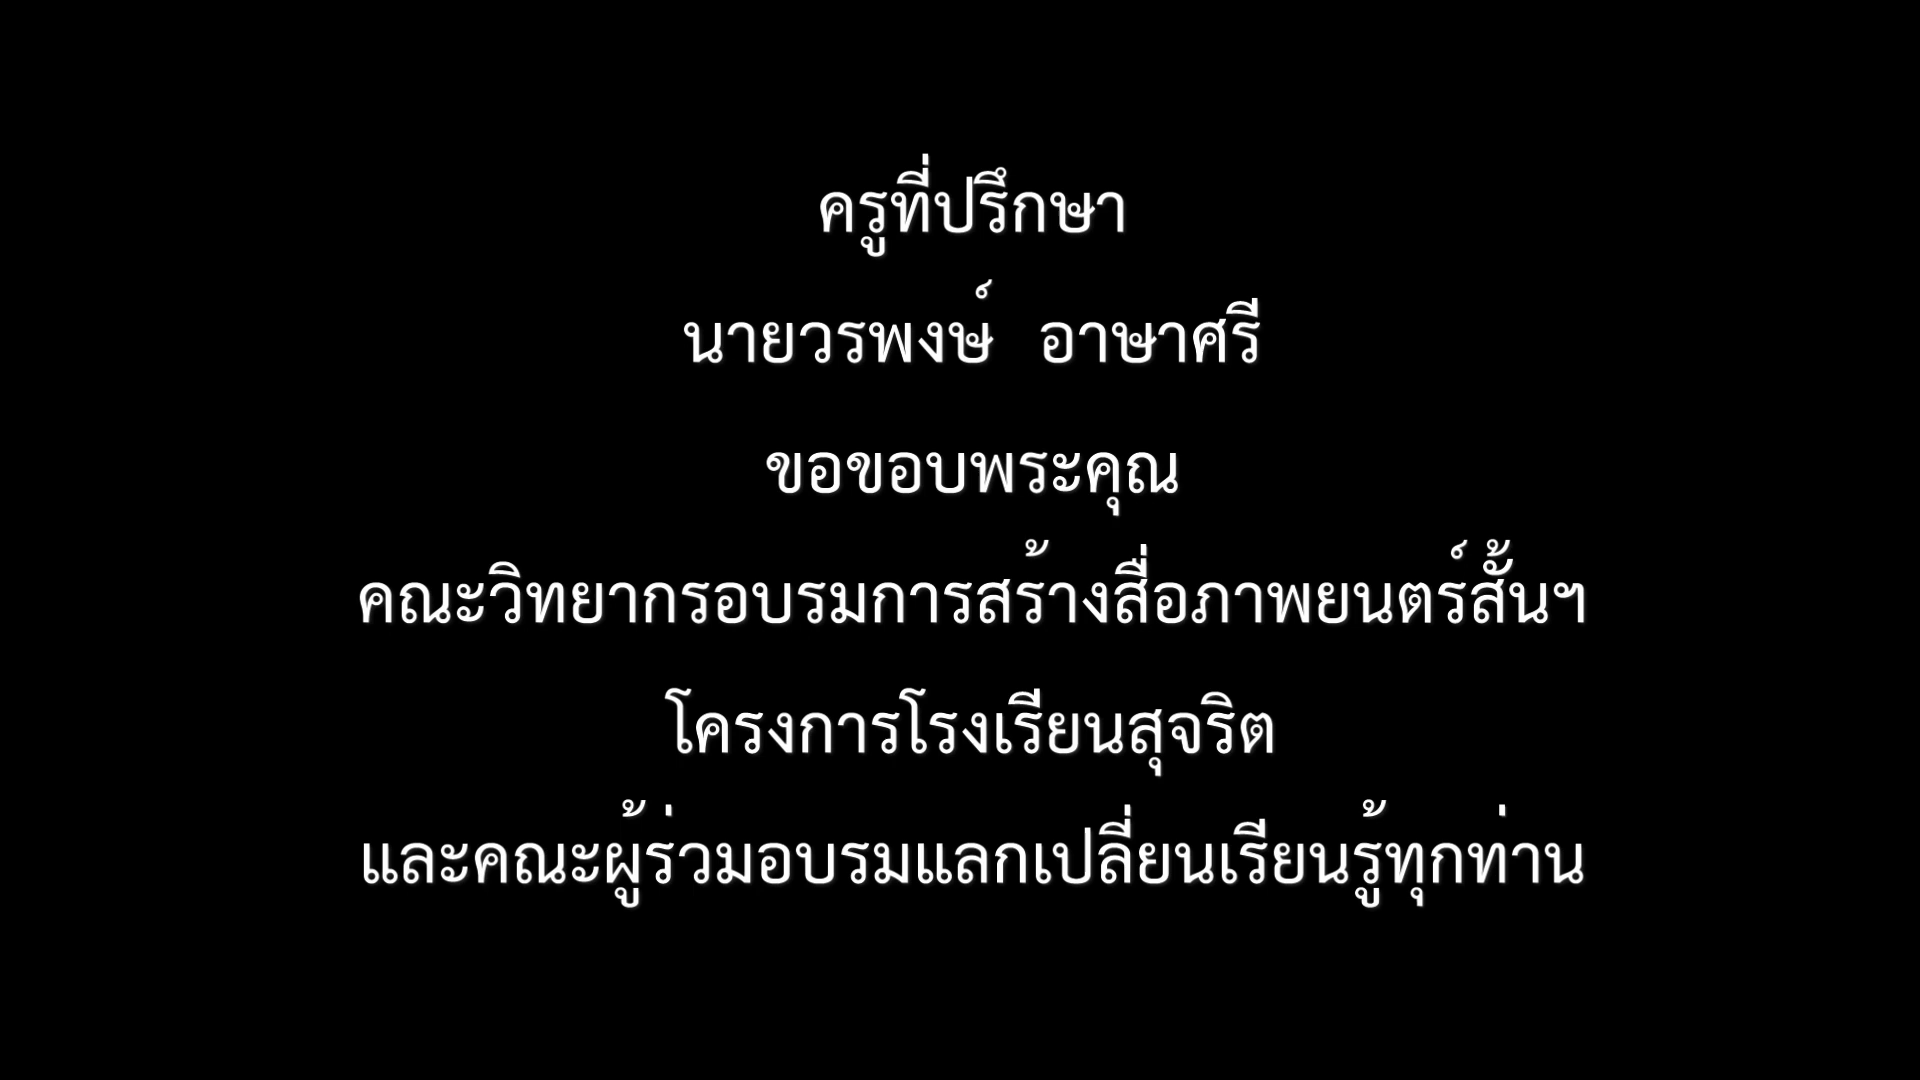 ครูที่ปรึกษา
นายวรพงษ์ อาษาศรี
ขอขอบพระคุณ
คณะวิทยากรอบรมการสร้างสื่อภาพยนตร์สั้นฯ
โครงการโรงเรียนสุจริต
และคณะผู้ร่วมอบรมแลกเปลี่ยนเรียนรู้ทุกท่าน